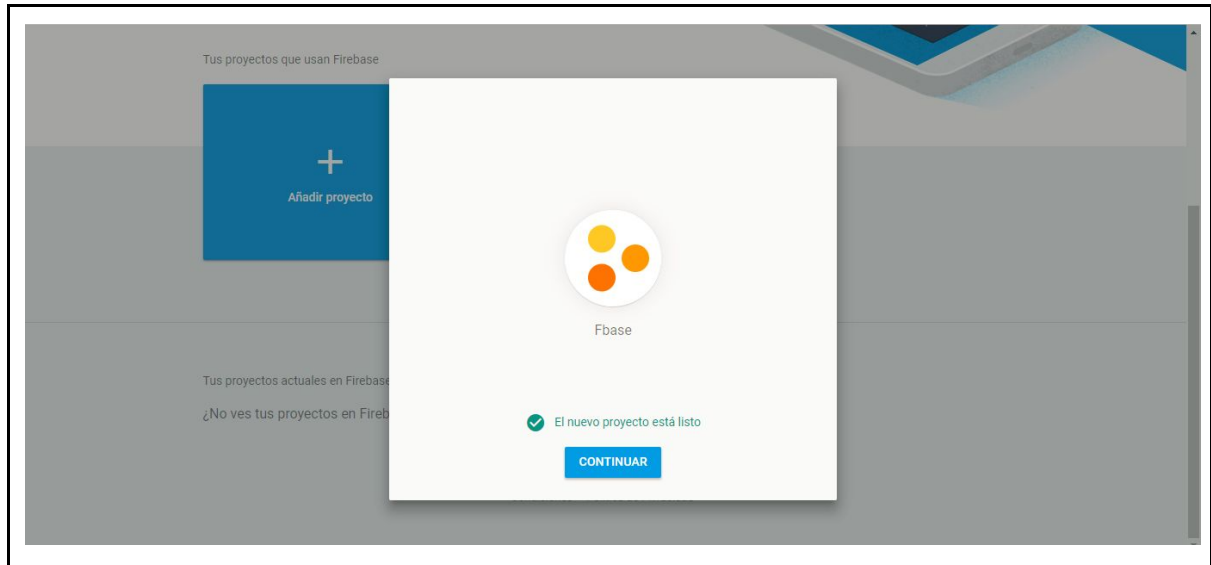 Tus proyectos que usan Firebase
+
Añadir proyecto
Fbase
Tus proyectos actuales en Firebase
¿No ves tus proyectos en Fireb
El nuevo proyecto está listo
CONTINUAR